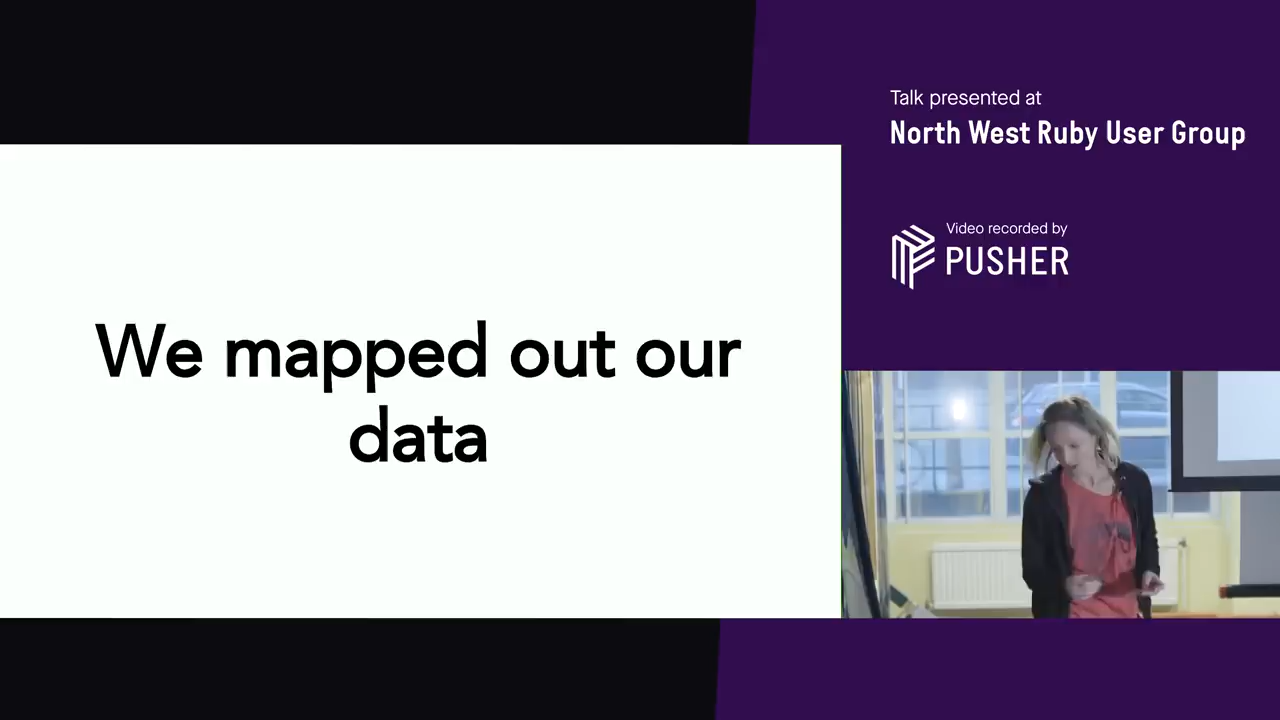 We mapped out our
data
Talk presented at
North West Ruby User Group
Video recorded by
PUSHER